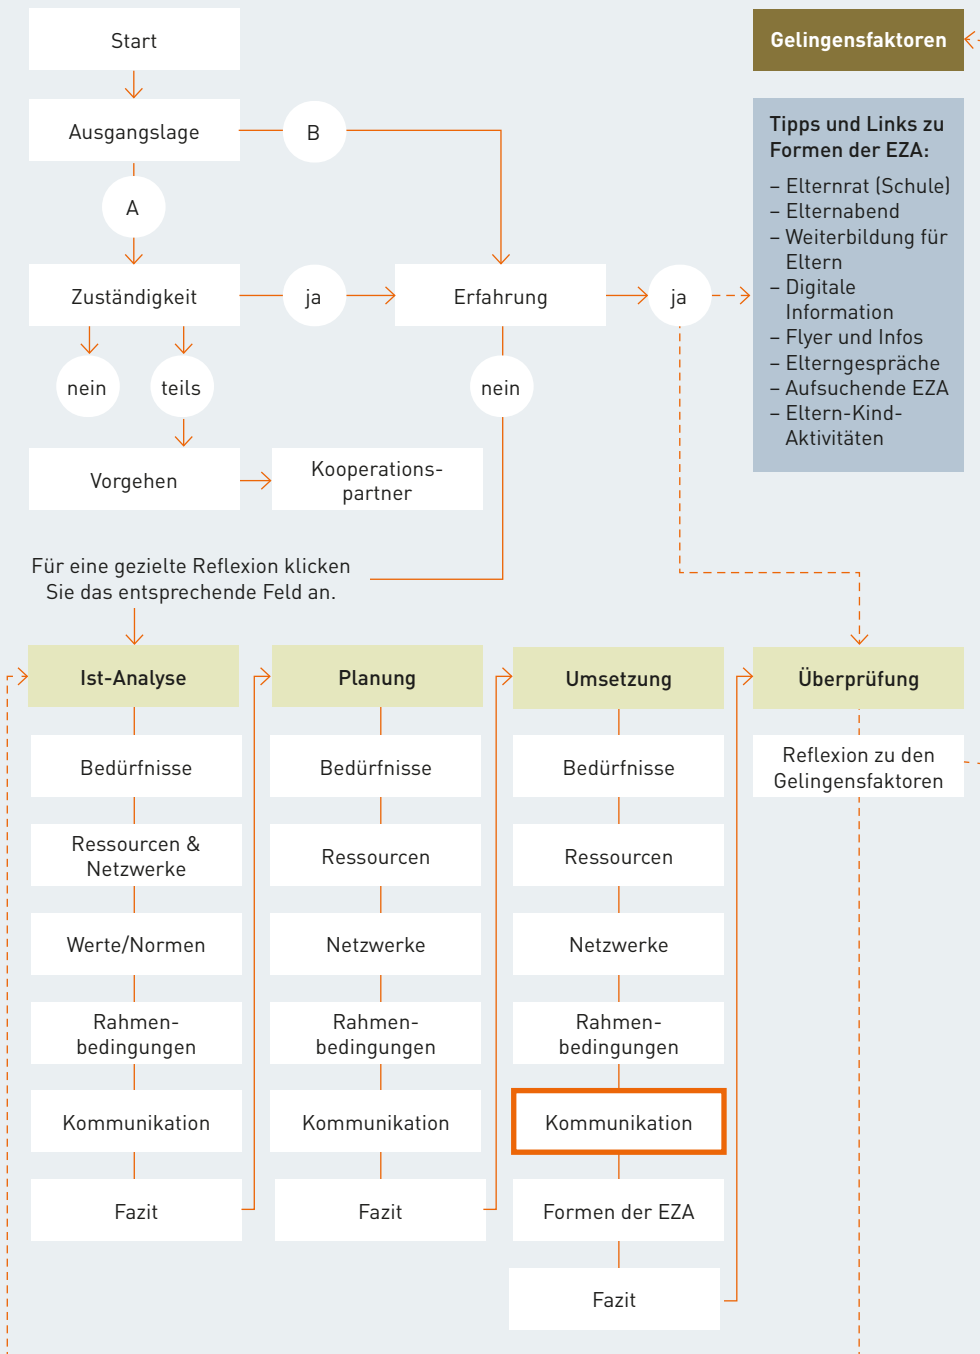 Start
Gelingensfaktoren
Ausgangslage
B
A
Tipps und Links zu
Formen der EZA:
– Elternrat (Schule)
– Elternabend
– Weiterbildung für
Eltern
– Digitale
Information
– Flyer und Infos
– Elterngespräche
– Aufsuchende EZA
– Eltern-Kind-
Aktivitäten
Zuständigkeit
ja
Erfahrung
ja
nein
teils
nein
Vorgehen
Kooperations-
partner
Für eine gezielte Reflexion klicken
Sie das entsprechende Feld an.
Ist-Analyse
Bedürfnisse
Ressourcen &
Netzwerke
Werte/Normen
Rahmen-
bedingungen
Kommunikation
Fazit
Planung
Bedürfnisse
Ressourcen
Netzwerke
Rahmen-
bedingungen
Kommunikation
Fazit
Umsetzung
Bedürfnisse
Ressourcen
Netzwerke
Rahmen-
bedingungen
Kommunikation
Formen der EZA
Fazit
Überprüfung
Reflexion zu den
Gelingensfaktoren